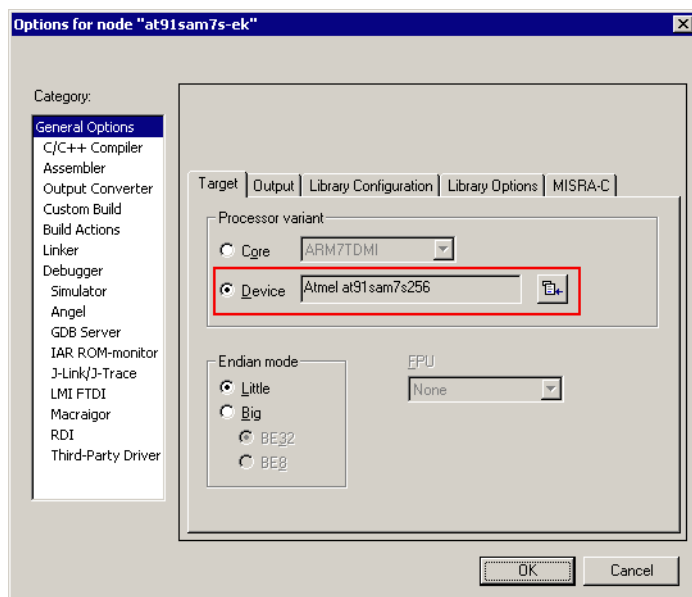 Options for node "at91sam7s-ek"
Category:
General Options
C/C++ Compiler
Assembler
Output Converter
Custom Build
Build Actions
Linker
Debugger
Simulator
Angel
GDB Server
IAR ROM-monitor
J-Link/J-Trace
LMI FTDI
Macraigor
RDI
Third-Party Driver
Target Output Library Configuration Library Options MISRA-C
Processor variant
Core ARM7TDMI
Device Atmel at91sam7s256
Endian mode
Little
Big
BE32
BE8
FPU
None
OK Cancel